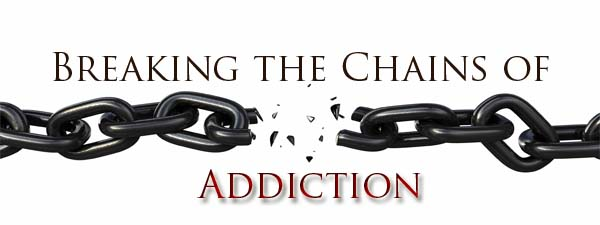 Breaking the Chains of
Addiction